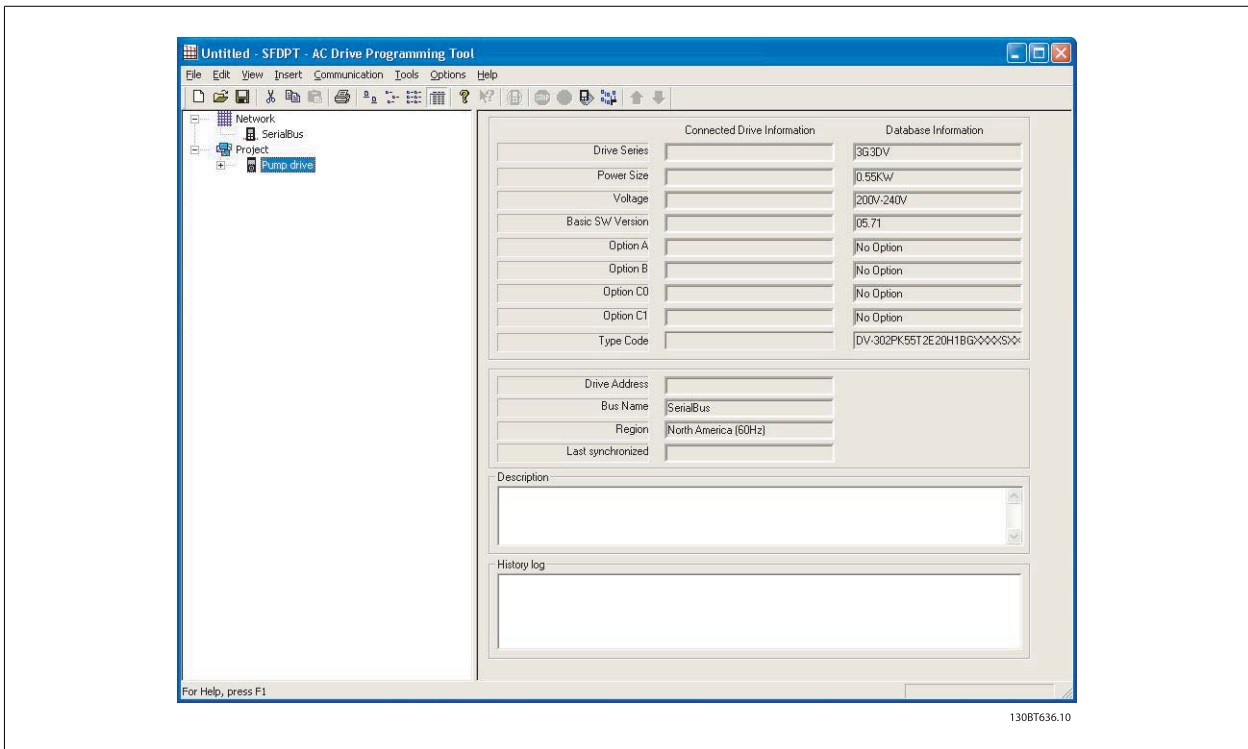 Untitled - SFDPT - AC Drive Programming Tool
File Edit View Insert Communication Tools Options Help
Network
SerialBus
Project
Pump drive
Connected Drive Information Database Information
Drive Series 3G3DV
Power Size 0.55KW
Voltage 200V-240V
Basic SW Version 05.71
Option A No Option
Option B No Option
Option C0 No Option
Option C1 No Option
Type Code DV-302PK55T2E20H1BGXXXXSXX
Drive Address
Bus Name SerialBus
Region North America (60Hz)
Last synchronized
Description
History log
For Help, press F1
130BT636.10